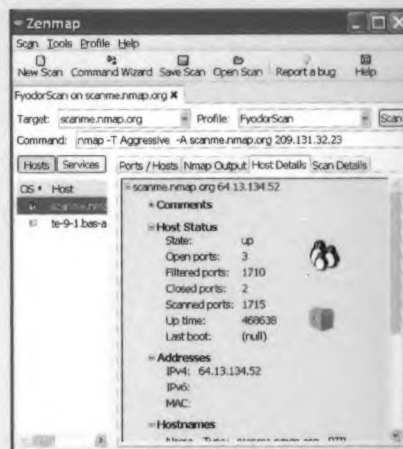 Zenmap
Scan Tools Profile Help
New Scan Command Wizard Save Scan Open Scan Report a bug Help
FyodorScan on scanme.nmap.org X
Target: scanme.nmap.org Profile: FyodorScan Scan
Command: nmap -T Aggressive -A scanme.nmap.org 209.131.32.23
Hosts Services Ports / Hosts Nmap Output Host Details Scan Details
OS Host
te-9-1.bas-a
scanme.nmap.org 64.13.134.52
Comments
Host Status
State: up
Open ports: 3
Filtered ports: 1710
Closed ports: 2
Scanned ports: 1715
Up time: 468638
Last boot: (null)
Addresses
IPv4: 64.13.134.52
IPv6:
MAC:
Hostnames